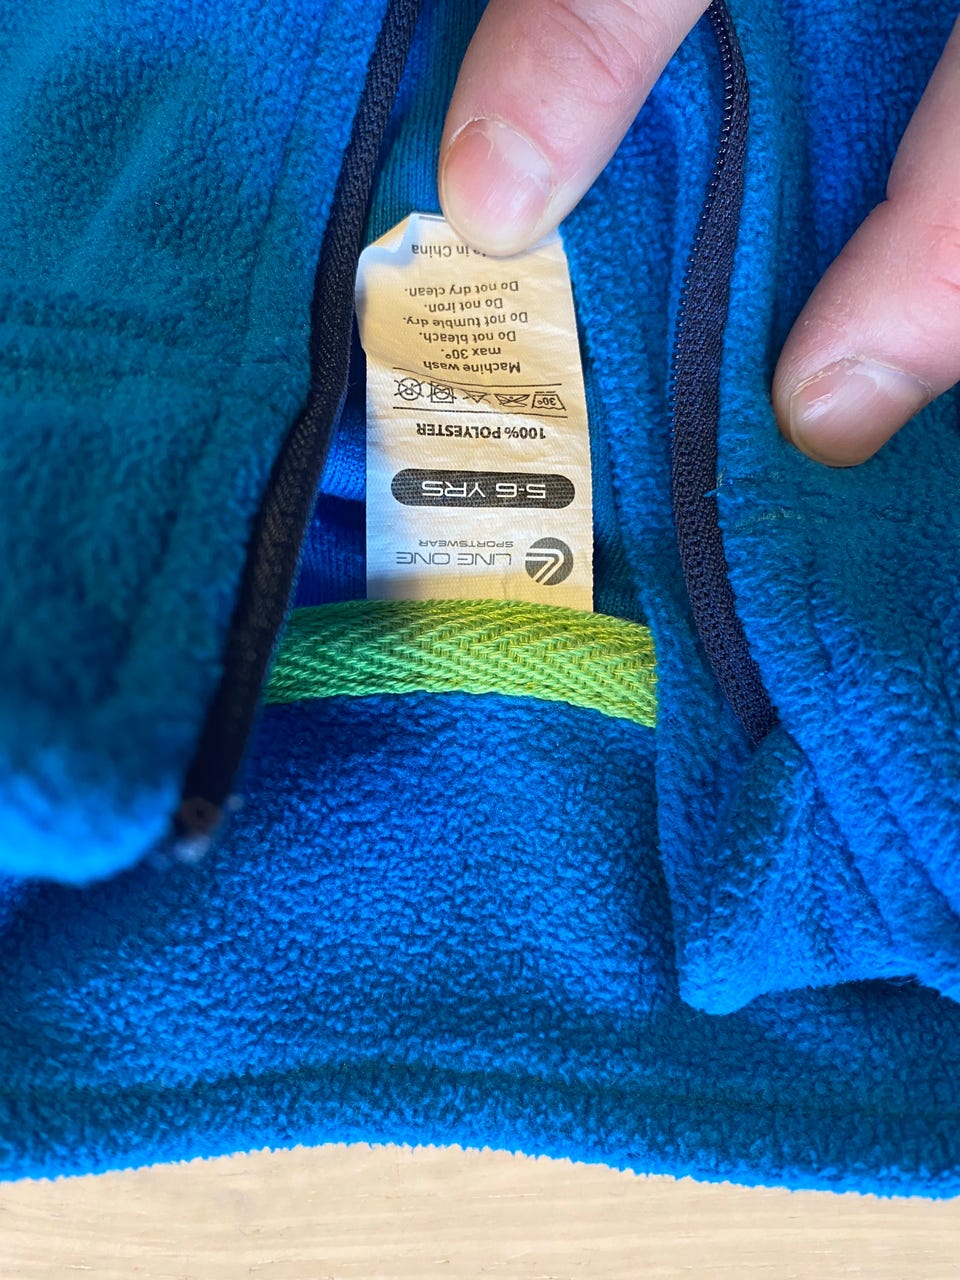 LINE ONE
SPORTSWEAR
5-6 YRS
100% POLYESTER
30°
Machine wash
max 30°.
Do not bleach.
Do not tumble dry.
Do not iron.
Do not dry clean.
in China